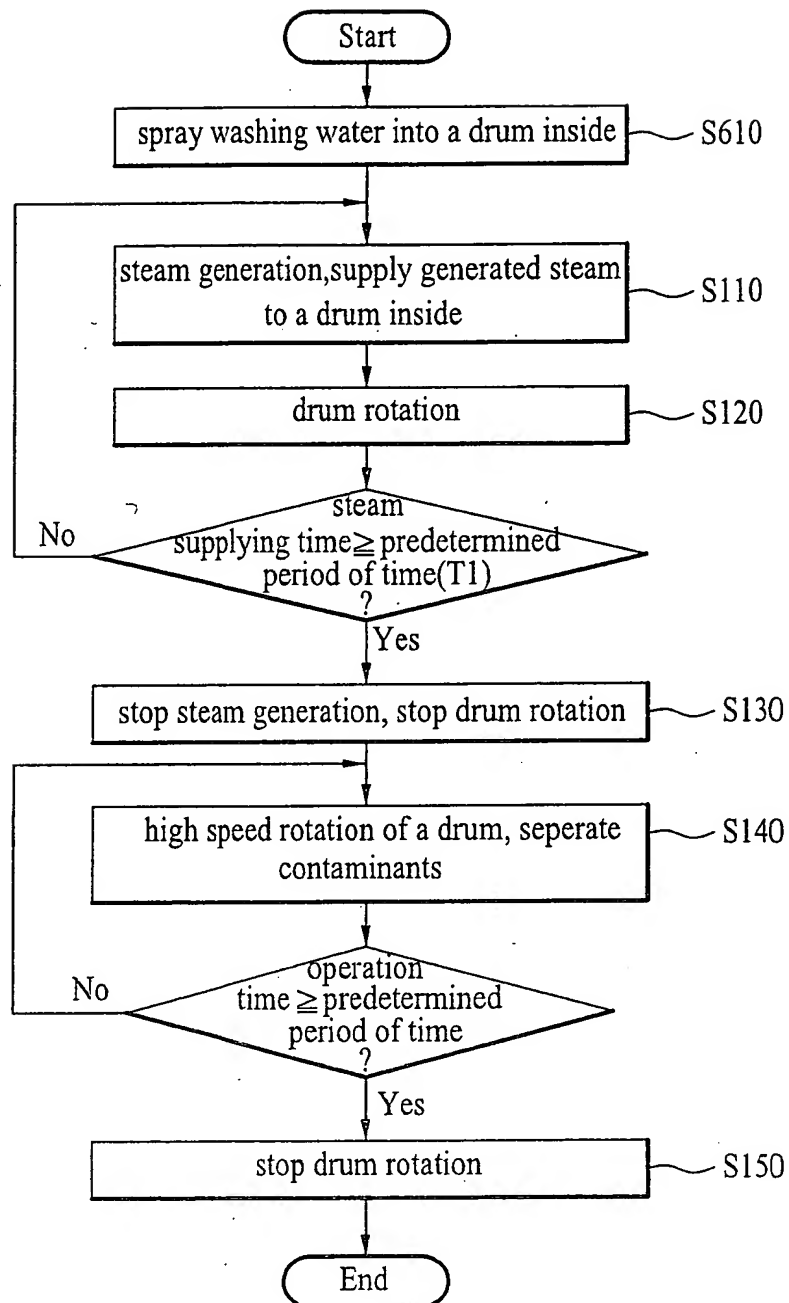 Start
spray washing water into a drum inside
S610
steam generation,supply generated steam
to a drum inside
S110
drum rotation
S120
steam
supplying time≧predetermined
period of time(T1)
?
No
Yes
stop steam generation, stop drum rotation
S130
high speed rotation of a drum, seperate
contaminants
S140
operation
time≧predetermined
period of time
?
No
Yes
stop drum rotation
S150
End